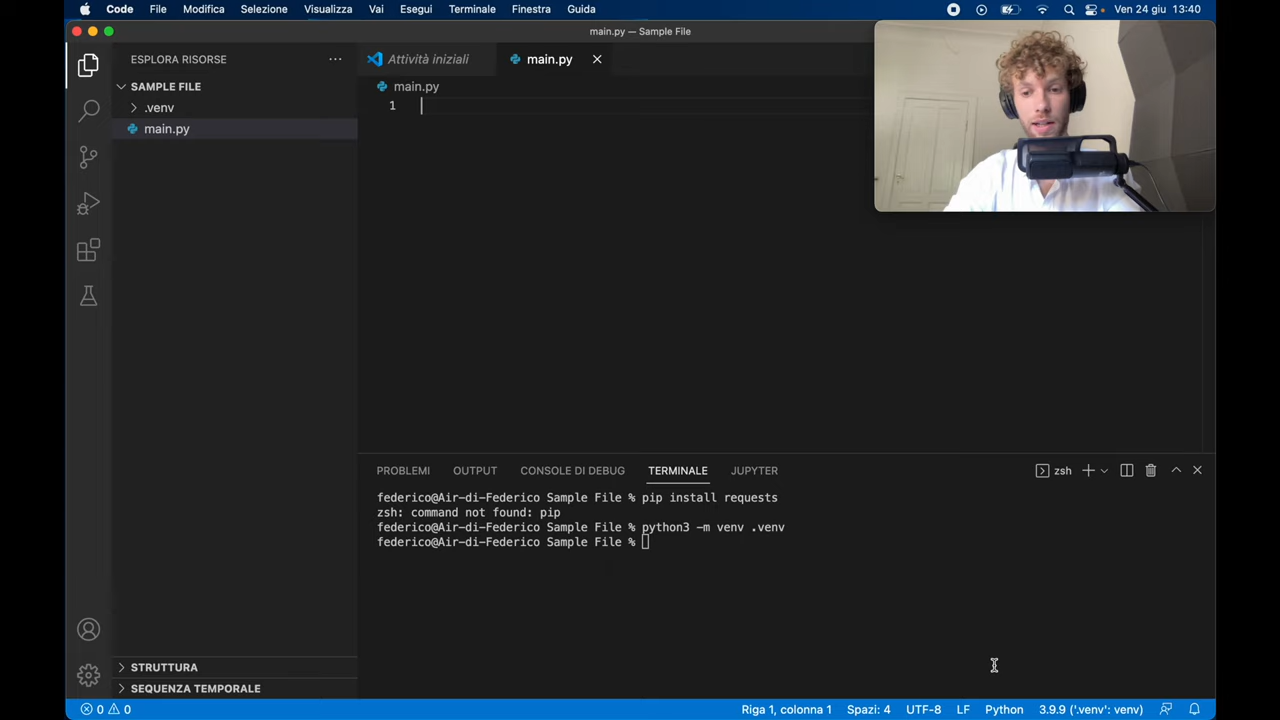 Code File Modifica Selezione Visualizza Vai Esegui Terminale Finestra Guida Ven 24 giu 13:40
main.py — Sample File
ESPLORA RISORSE
Attività iniziali
main.py
SAMPLE FILE
main.py
.venv
1
main.py
PROBLEMI OUTPUT CONSOLE DI DEBUG TERMINALE JUPYTER zsh
federico@Air-di-Federico Sample File % pip install requests
zsh: command not found: pip
federico@Air-di-Federico Sample File % python3 -m venv .venv
federico@Air-di-Federico Sample File %
STRUTTURA
SEQUENZA TEMPORALE
0 0 Riga 1, colonna 1 Spazi: 4 UTF-8 LF Python 3.9.9 ('.venv': venv)